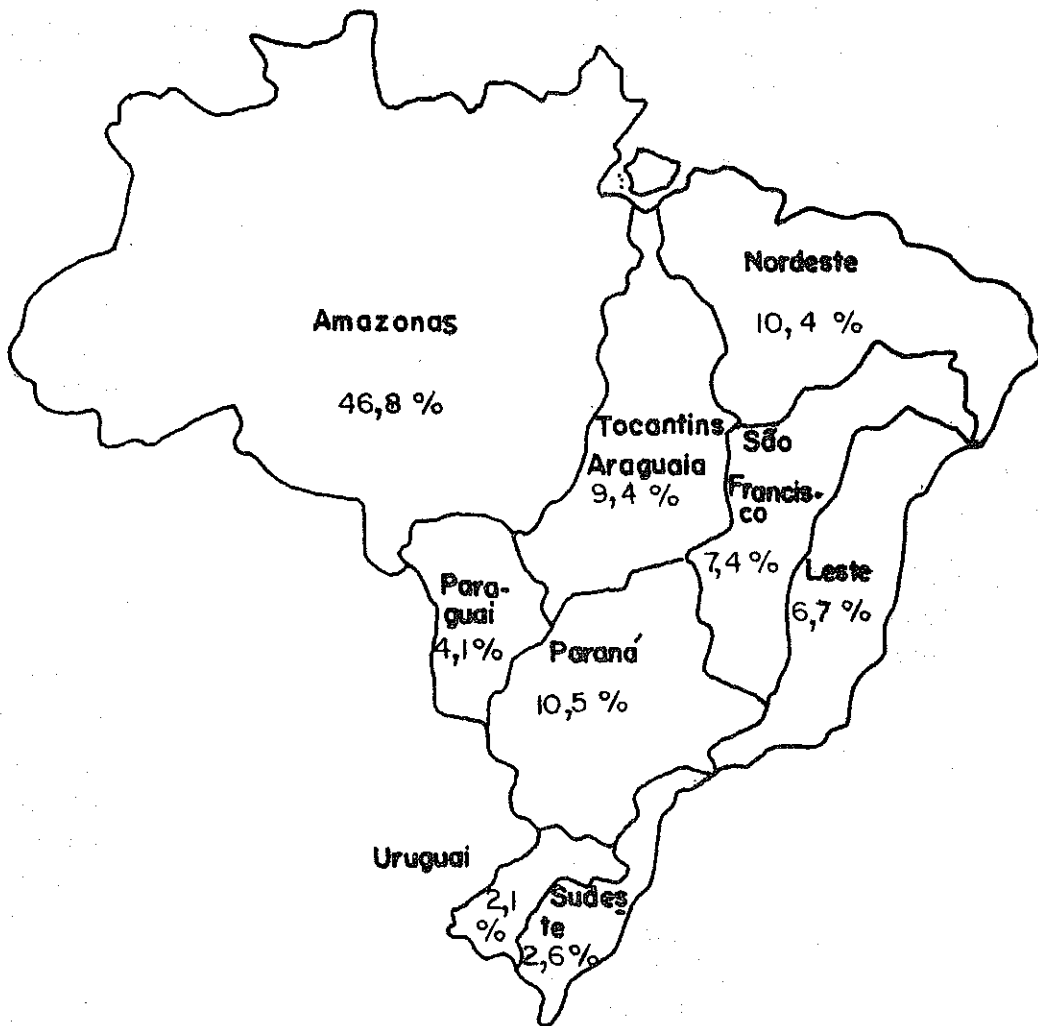 Nordeste
10,4 %
Amazonas
46,8 %
Tocantins
Araguaia
9,4 %
São
Francis-
co
7,4 %
Leste
6,7 %
Para-
guai
4,1%
Paraná
10,5 %
Uruguai
2,1
%
Sudes
te
2,6%